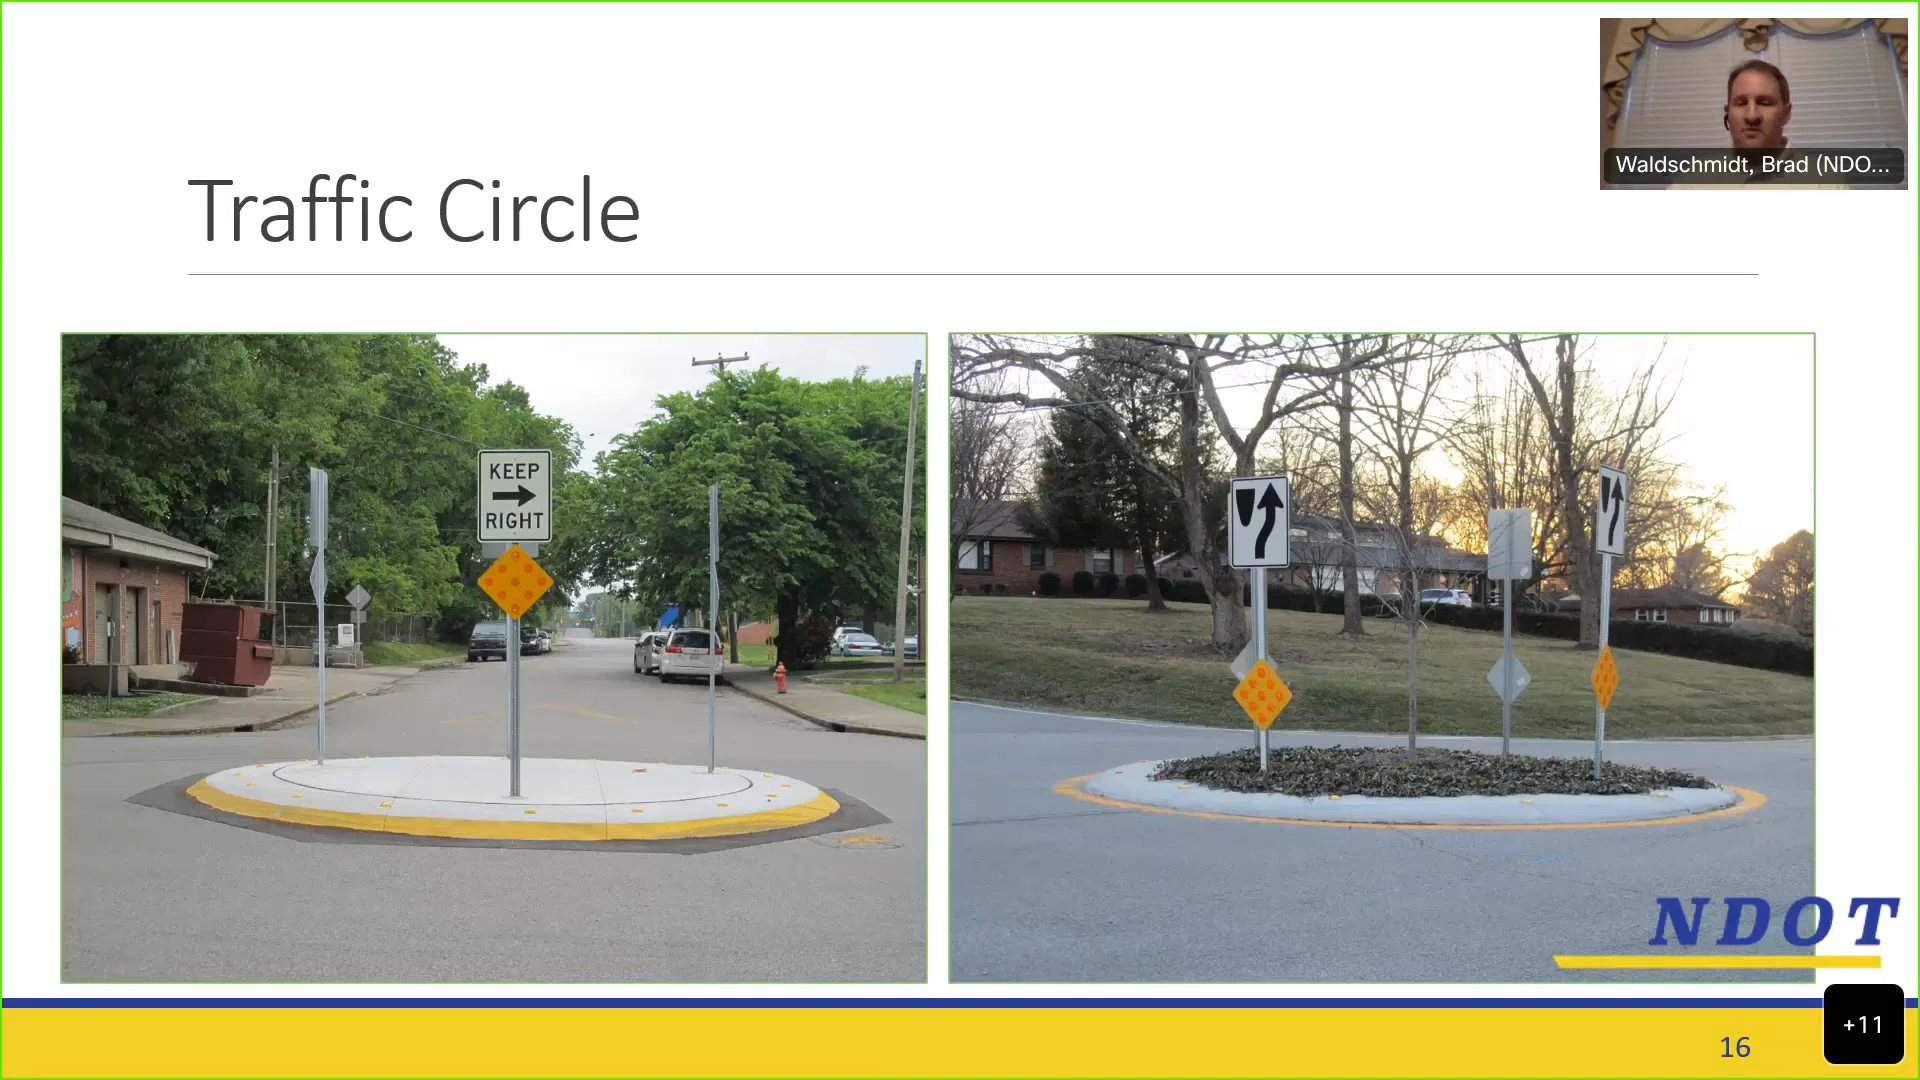 Waldschmidt, Brad (NDO...
Traffic Circle
KEEP
RIGHT
NDOT
16
+11